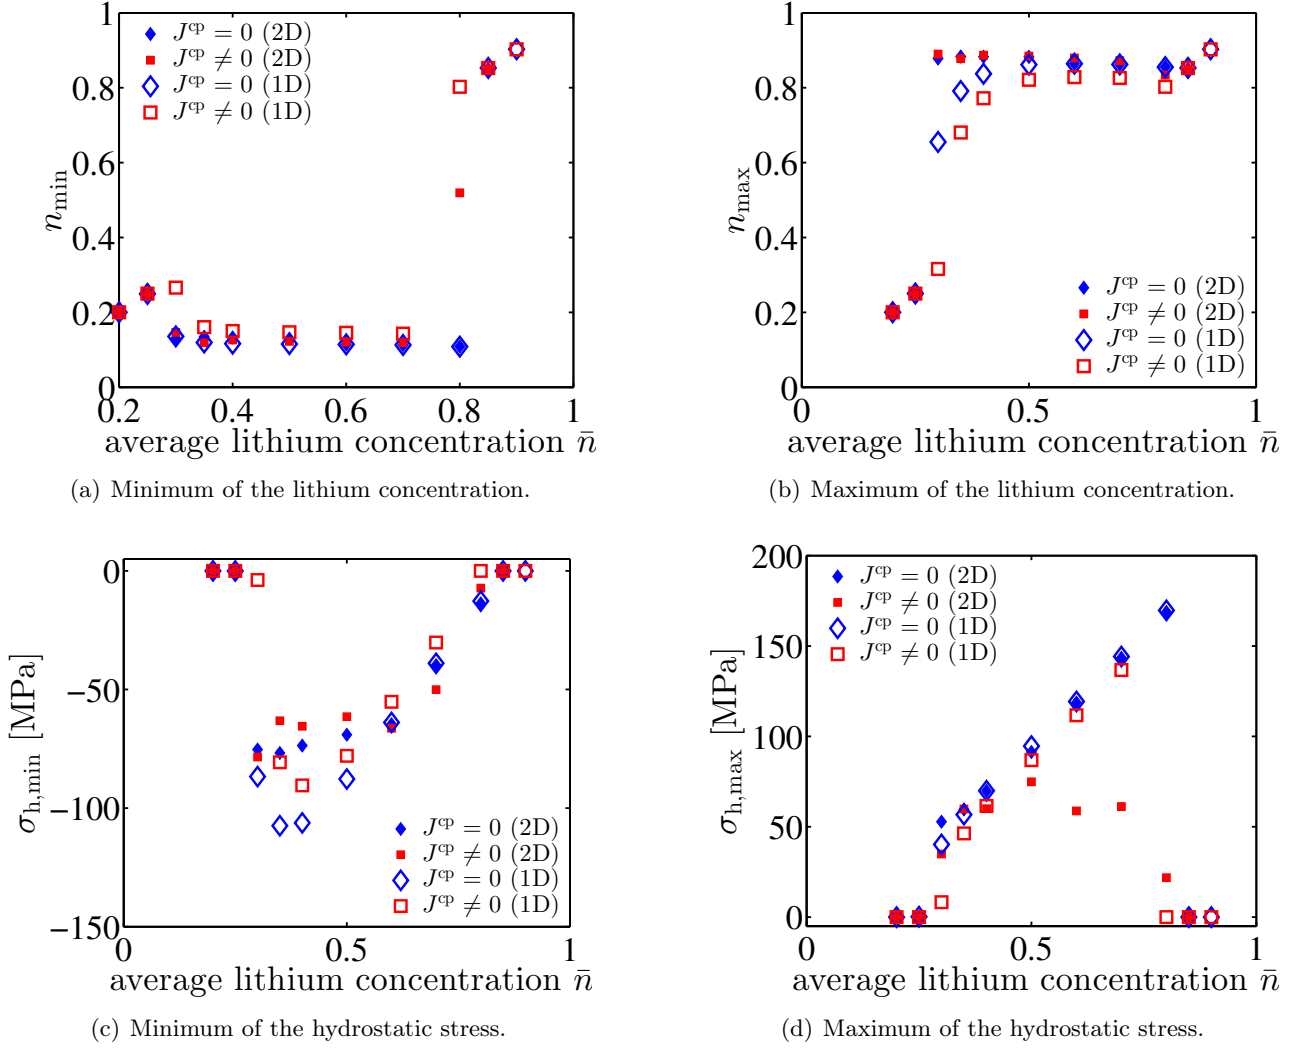 1
0.8
0.6
0.4
0.2
0
n_min
J^cp = 0 (2D)
J^cp ≠ 0 (2D)
J^cp = 0 (1D)
J^cp ≠ 0 (1D)
0.2 0.4 0.6 0.8 1
average lithium concentration n̄
(a) Minimum of the lithium concentration.
1
0.8
0.6
0.4
0.2
0
n_max
J^cp = 0 (2D)
J^cp ≠ 0 (2D)
J^cp = 0 (1D)
J^cp ≠ 0 (1D)
0 0.5 1
average lithium concentration n̄
(b) Maximum of the lithium concentration.
0
−50
−100
−150
σ_h,min [MPa]
J^cp = 0 (2D)
J^cp ≠ 0 (2D)
J^cp = 0 (1D)
J^cp ≠ 0 (1D)
0 0.5 1
average lithium concentration n̄
(c) Minimum of the hydrostatic stress.
200
150
100
50
0
σ_h,max [MPa]
J^cp = 0 (2D)
J^cp ≠ 0 (2D)
J^cp = 0 (1D)
J^cp ≠ 0 (1D)
0 0.5 1
average lithium concentration n̄
(d) Maximum of the hydrostatic stress.